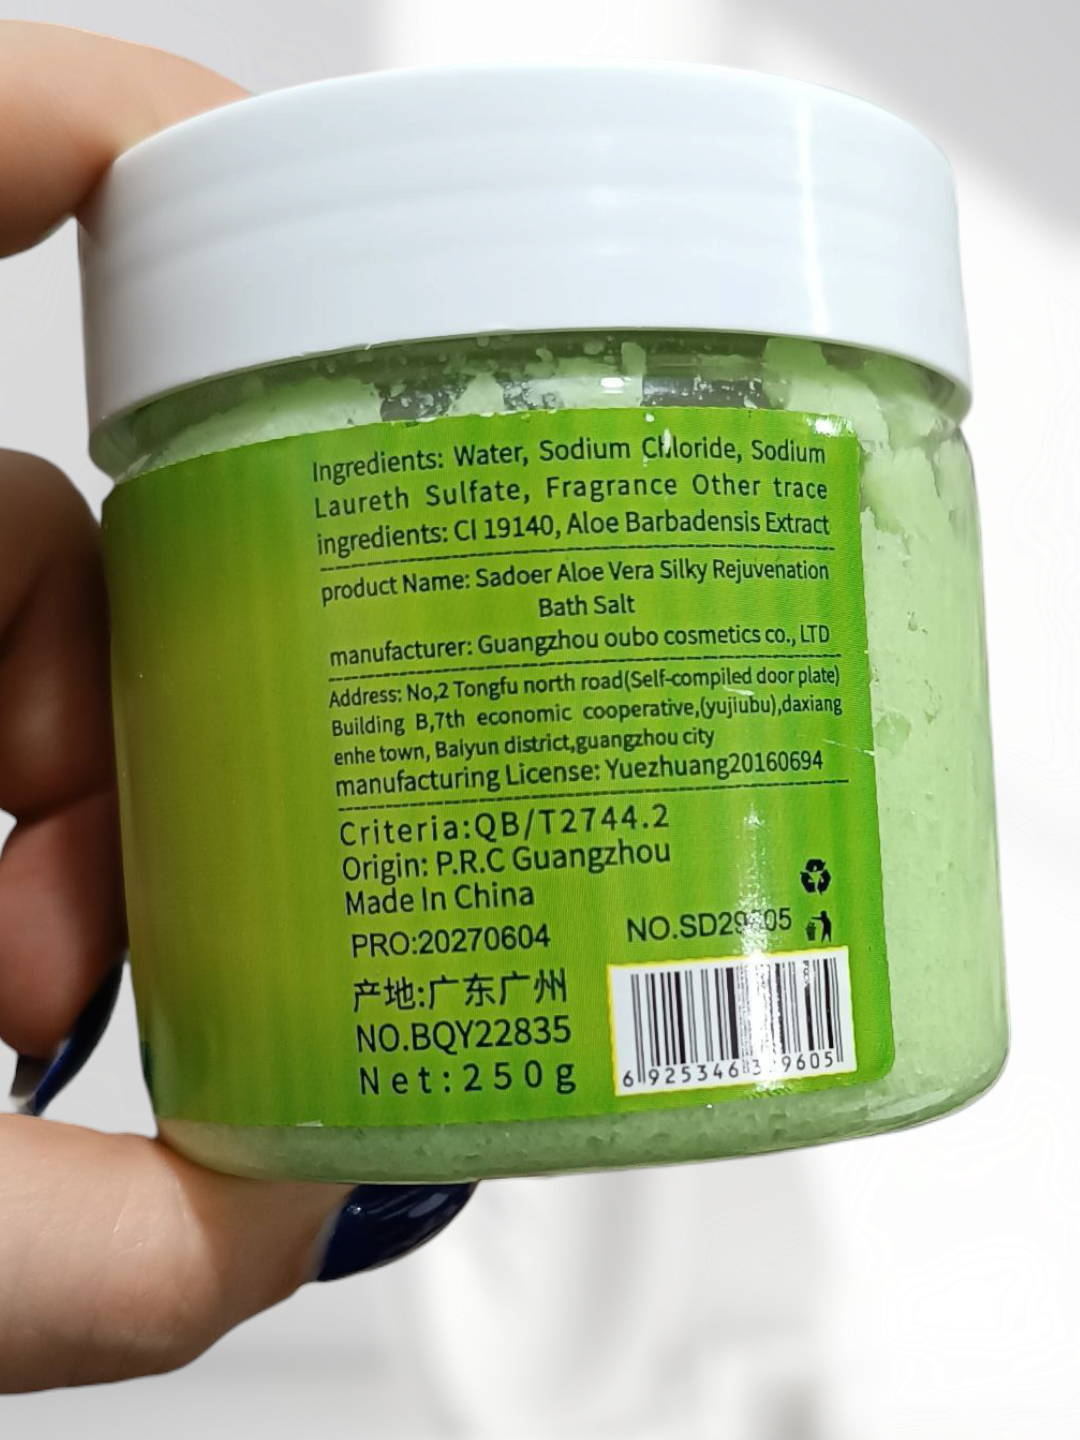 Ingredients: Water, Sodium Chloride, Sodium
Laureth Sulfate, Fragrance Other trace
ingredients: CI 19140, Aloe Barbadensis Extract
product Name: Sadoer Aloe Vera Silky Rejuvenation
Bath Salt
manufacturer: Guangzhou oubo cosmetics co., LTD
Address: No,2 Tongfu north road(Self-compiled door plate)
Building B,7th economic cooperative,(yujiubu),daxiang
enhe town, Baiyun district,guangzhou city
manufacturing License: Yuezhuang20160694
Criteria:QB/T2744.2
Origin: P.R.C Guangzhou
Made In China
PRO:20270604
产地:广东广州
NO.BQY22835
Net:250g